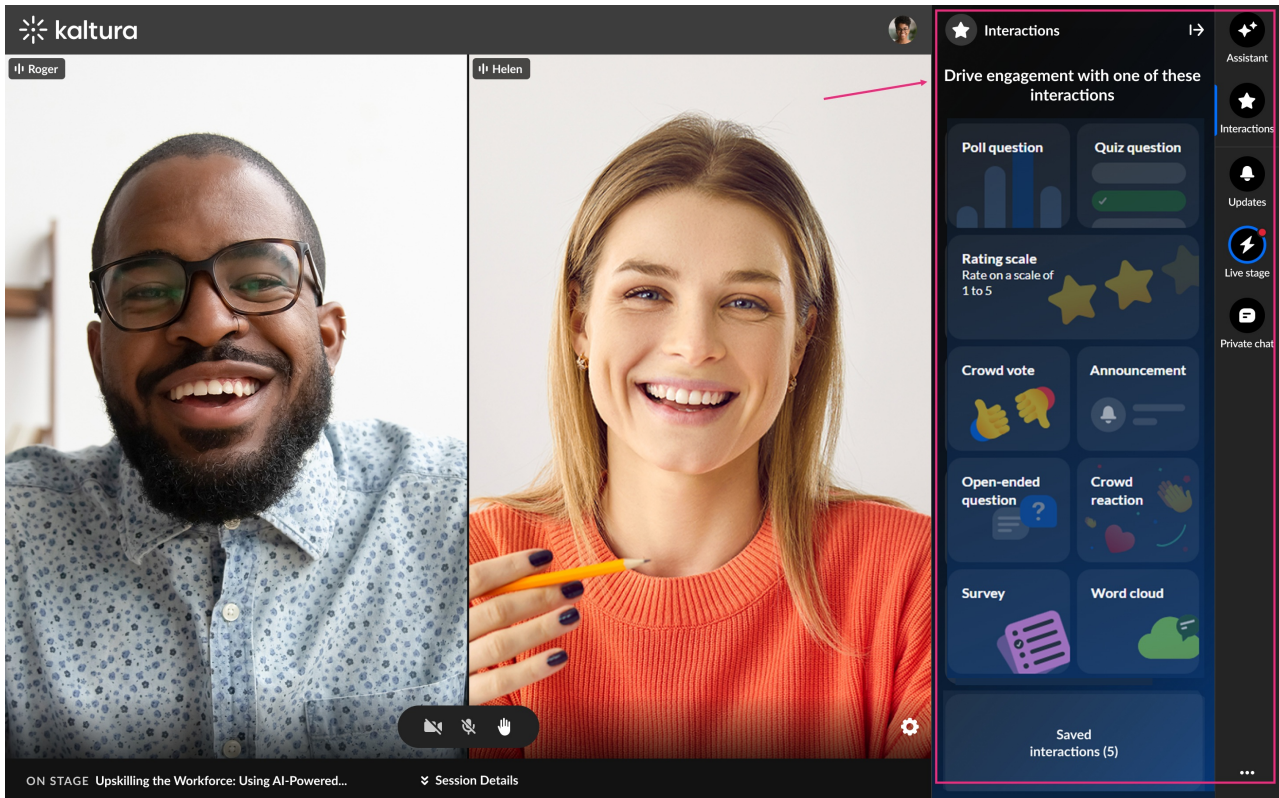 kaltura
Roger
Helen
ON STAGE Upskilling the Workforce: Using AI-Powered...
Session Details
Interactions
Drive engagement with one of these
interactions
Poll question
Quiz question
Rating scale
Rate on a scale of
1 to 5
Crowd vote
Announcement
Open-ended
question
?
Crowd
reaction
Survey
Word cloud
Saved
interactions (5)
Assistant
Interactions
Updates
Live stage
Private chat